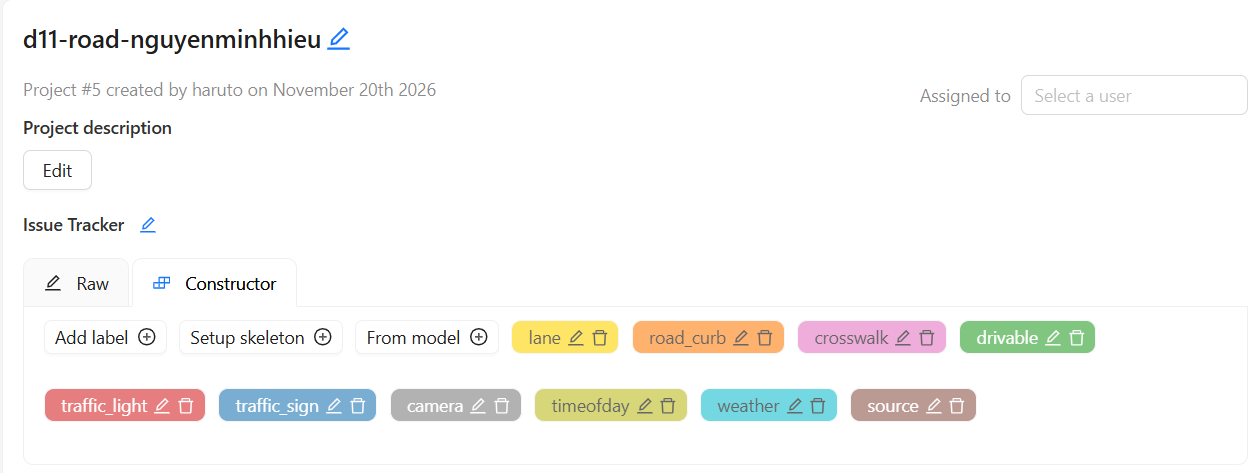 d11-road-nguyenminhhieu
Project #5 created by haruto on November 20th 2026
Assigned to Select a user
Project description
Edit
Issue Tracker
Raw Constructor
Add label Setup skeleton From model lane road_curb crosswalk drivable
traffic_light traffic_sign camera timeofday weather source